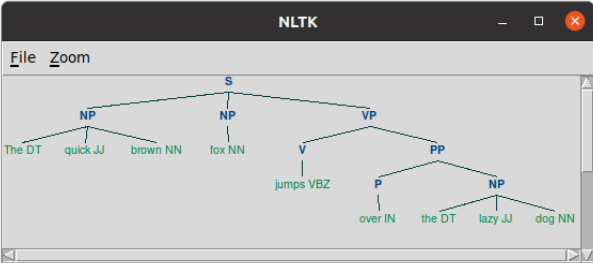 NLTK
File Zoom
S
NP NP VP
The DT quick JJ brown NN fox NN V PP
jumps VBZ P NP
over IN the DT lazy JJ dog NN